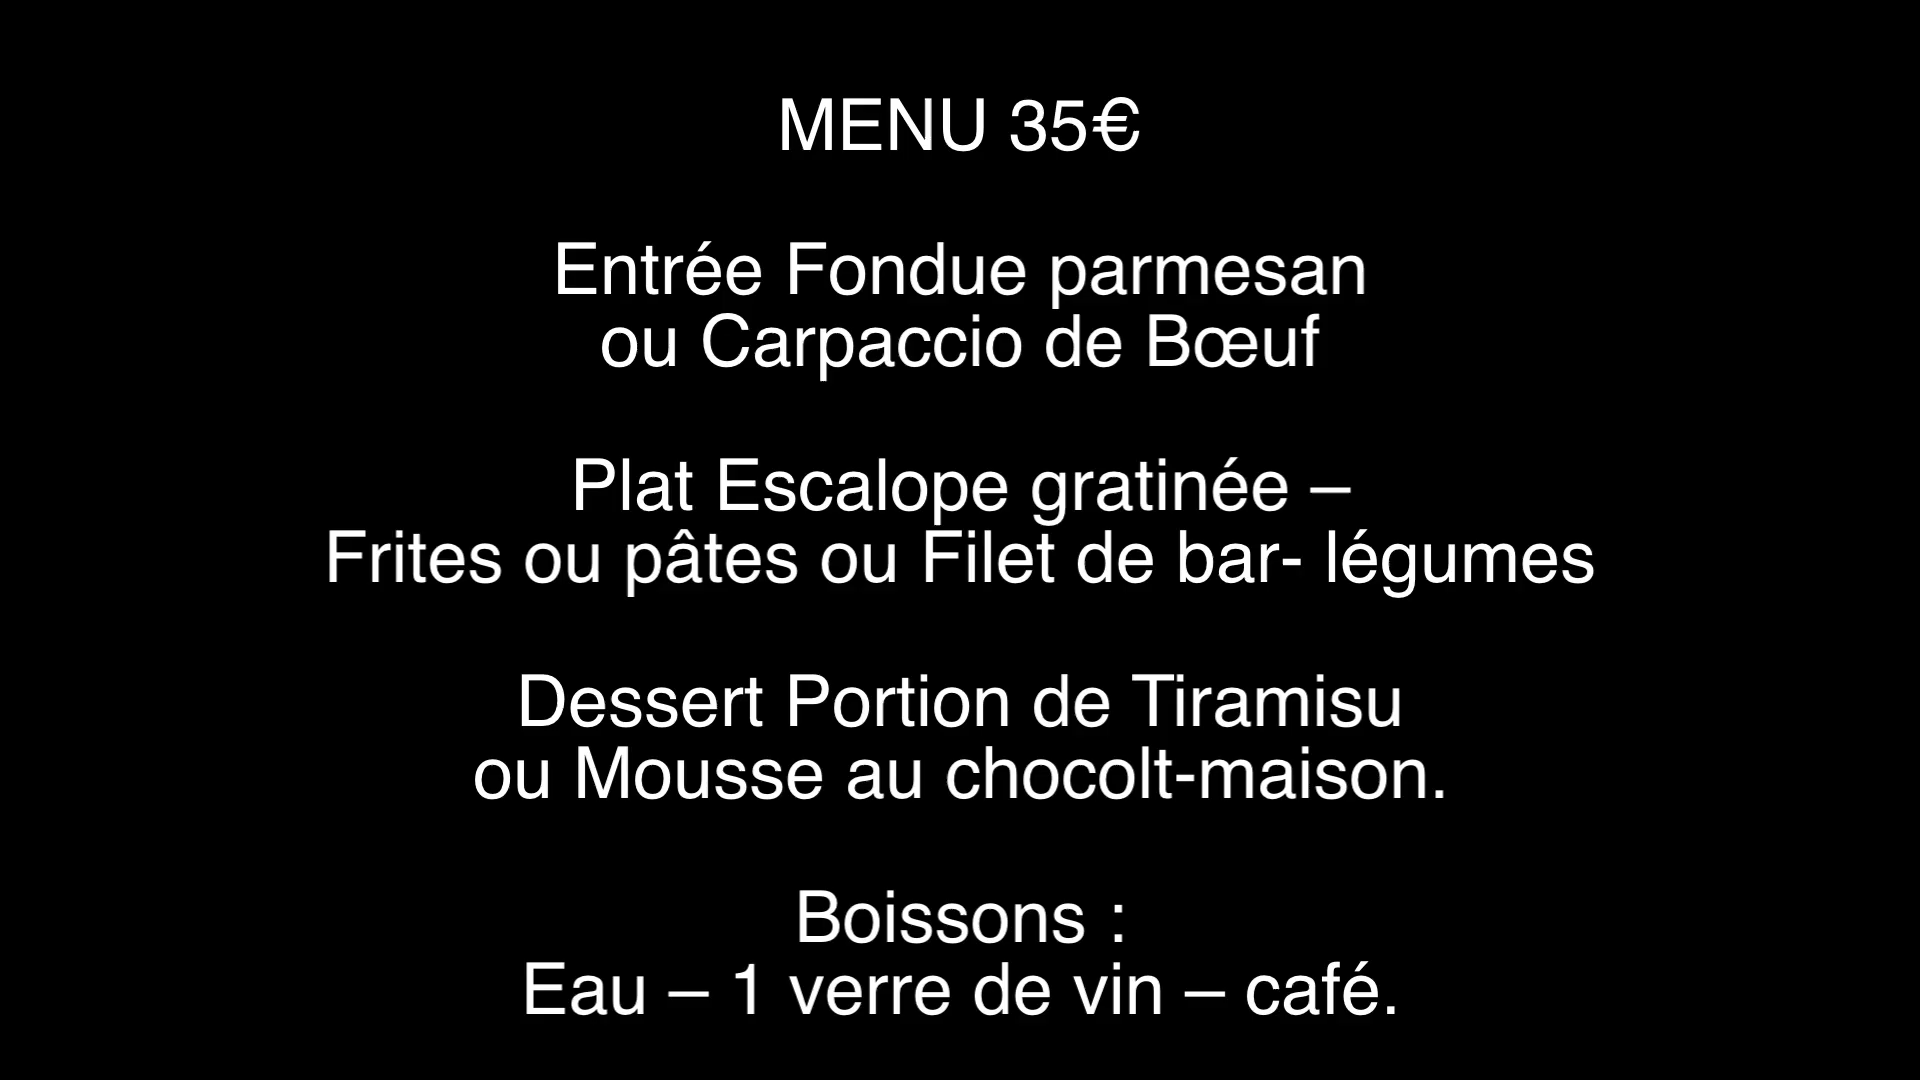 MENU 35€
Entrée Fondue parmesan
ou Carpaccio de Bœuf
Plat Escalope gratinée –
Frites ou pâtes ou Filet de bar- légumes
Dessert Portion de Tiramisu
ou Mousse au chocolt-maison.
Boissons :
Eau – 1 verre de vin – café.